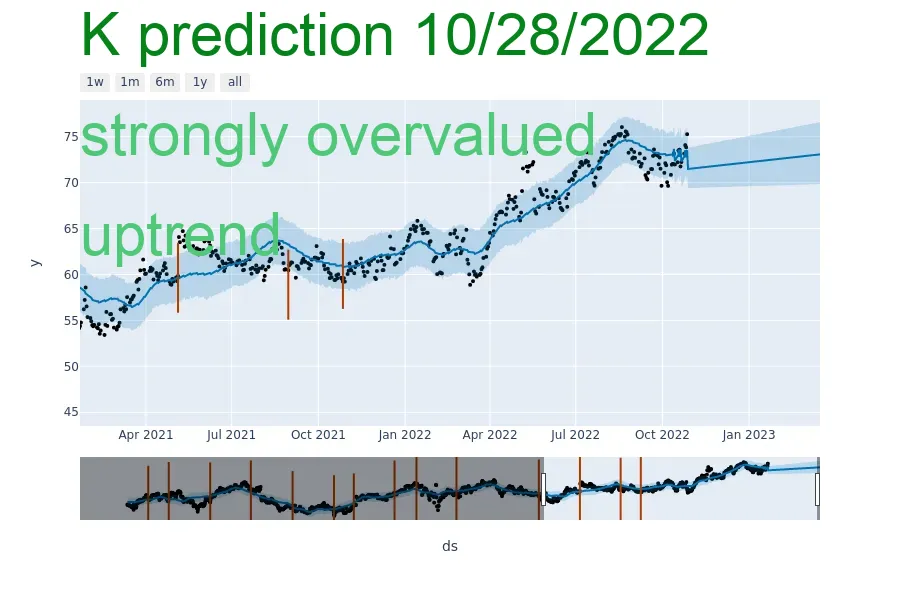 K prediction 10/28/2022
1w 1m 6m 1y all
strongly overvalued
uptrend
75
70
65
60
55
50
45
y
Apr 2021 Jul 2021 Oct 2021 Jan 2022 Apr 2022 Jul 2022 Oct 2022 Jan 2023
ds